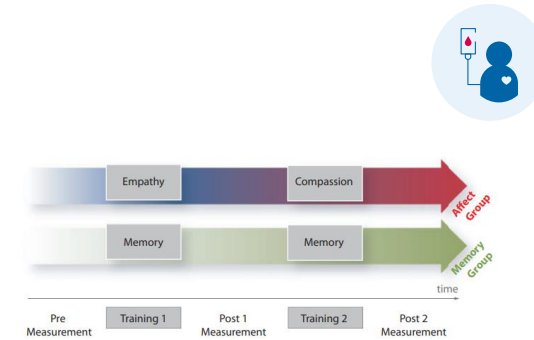 Empathy
Compassion
Affect
Group
Memory
Memory
Memory
Group
time
Pre
Measurement
Training 1
Post 1
Measurement
Training 2
Post 2
Measurement